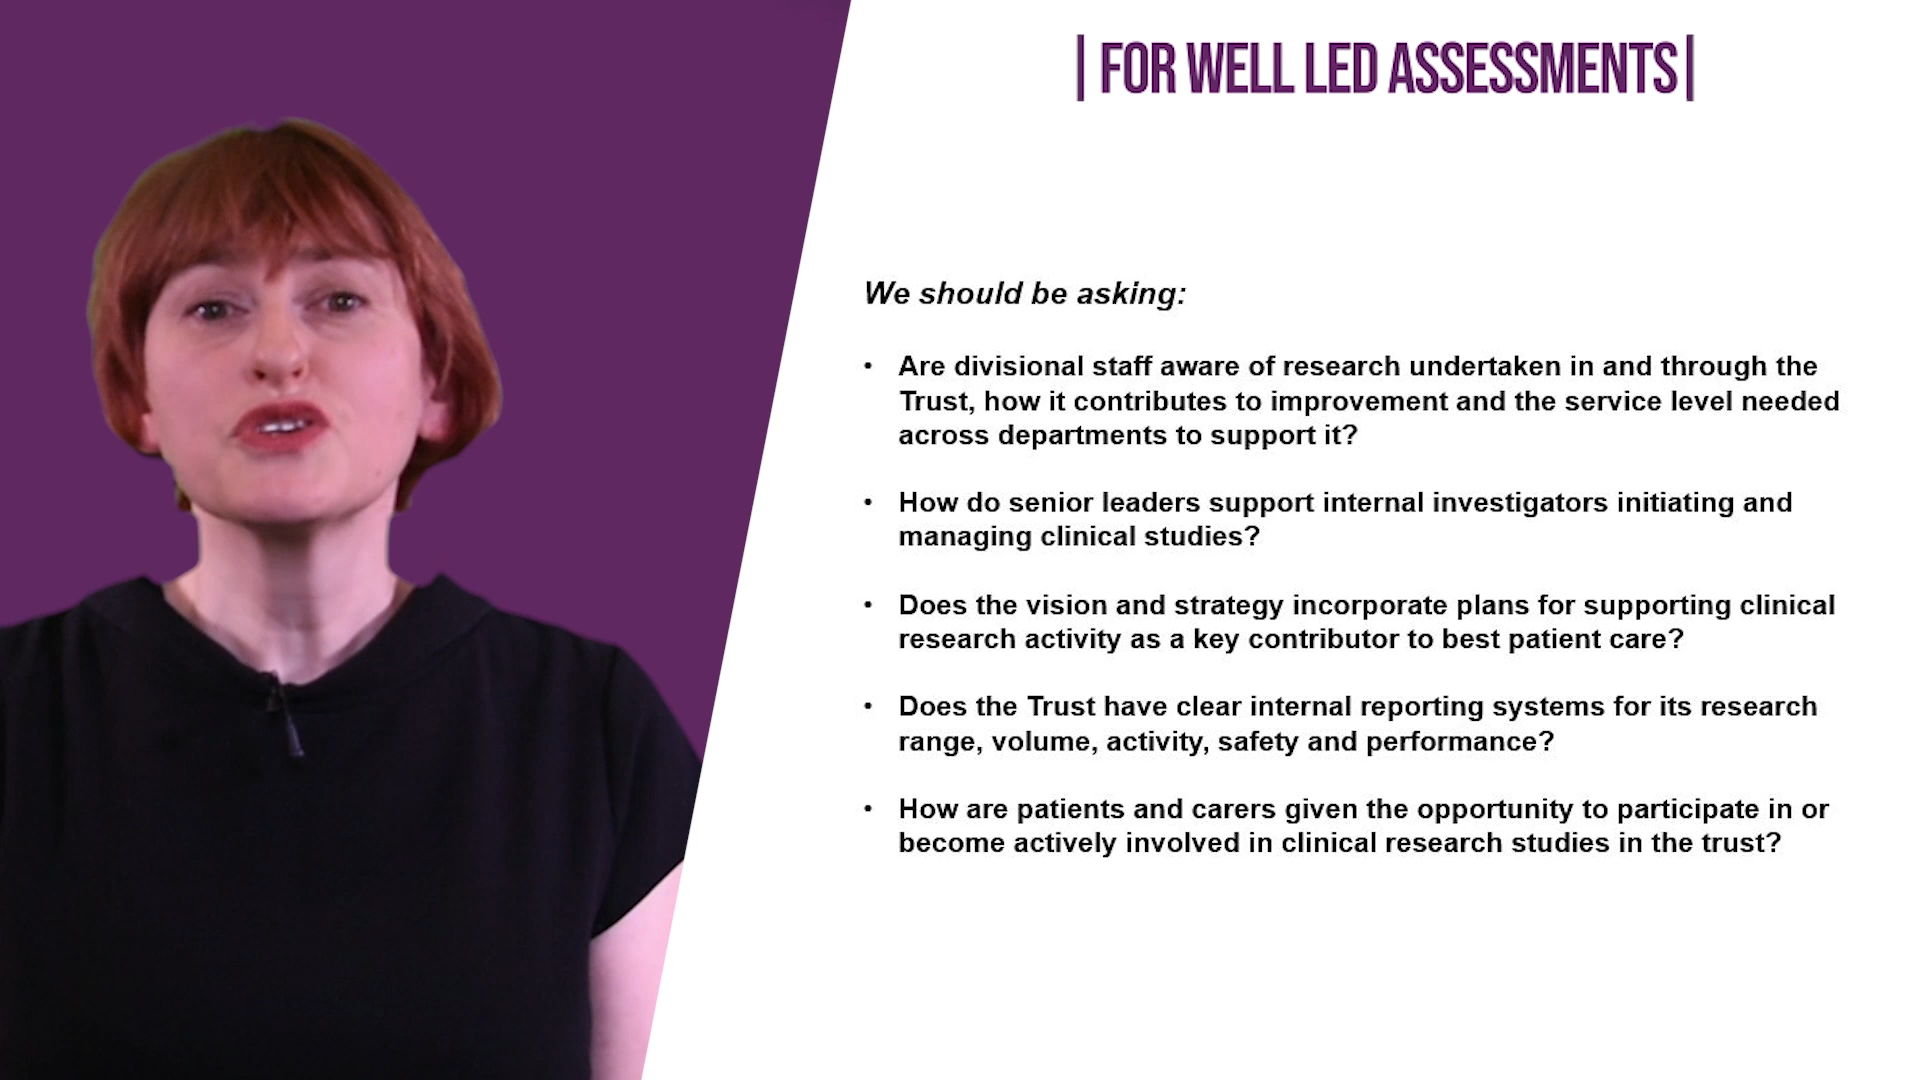 | FOR WELL LED ASSESSMENTS |
We should be asking:
• Are divisional staff aware of research undertaken in and through the
Trust, how it contributes to improvement and the service level needed
across departments to support it?
• How do senior leaders support internal investigators initiating and
managing clinical studies?
• Does the vision and strategy incorporate plans for supporting clinical
research activity as a key contributor to best patient care?
• Does the Trust have clear internal reporting systems for its research
range, volume, activity, safety and performance?
• How are patients and carers given the opportunity to participate in or
become actively involved in clinical research studies in the trust?